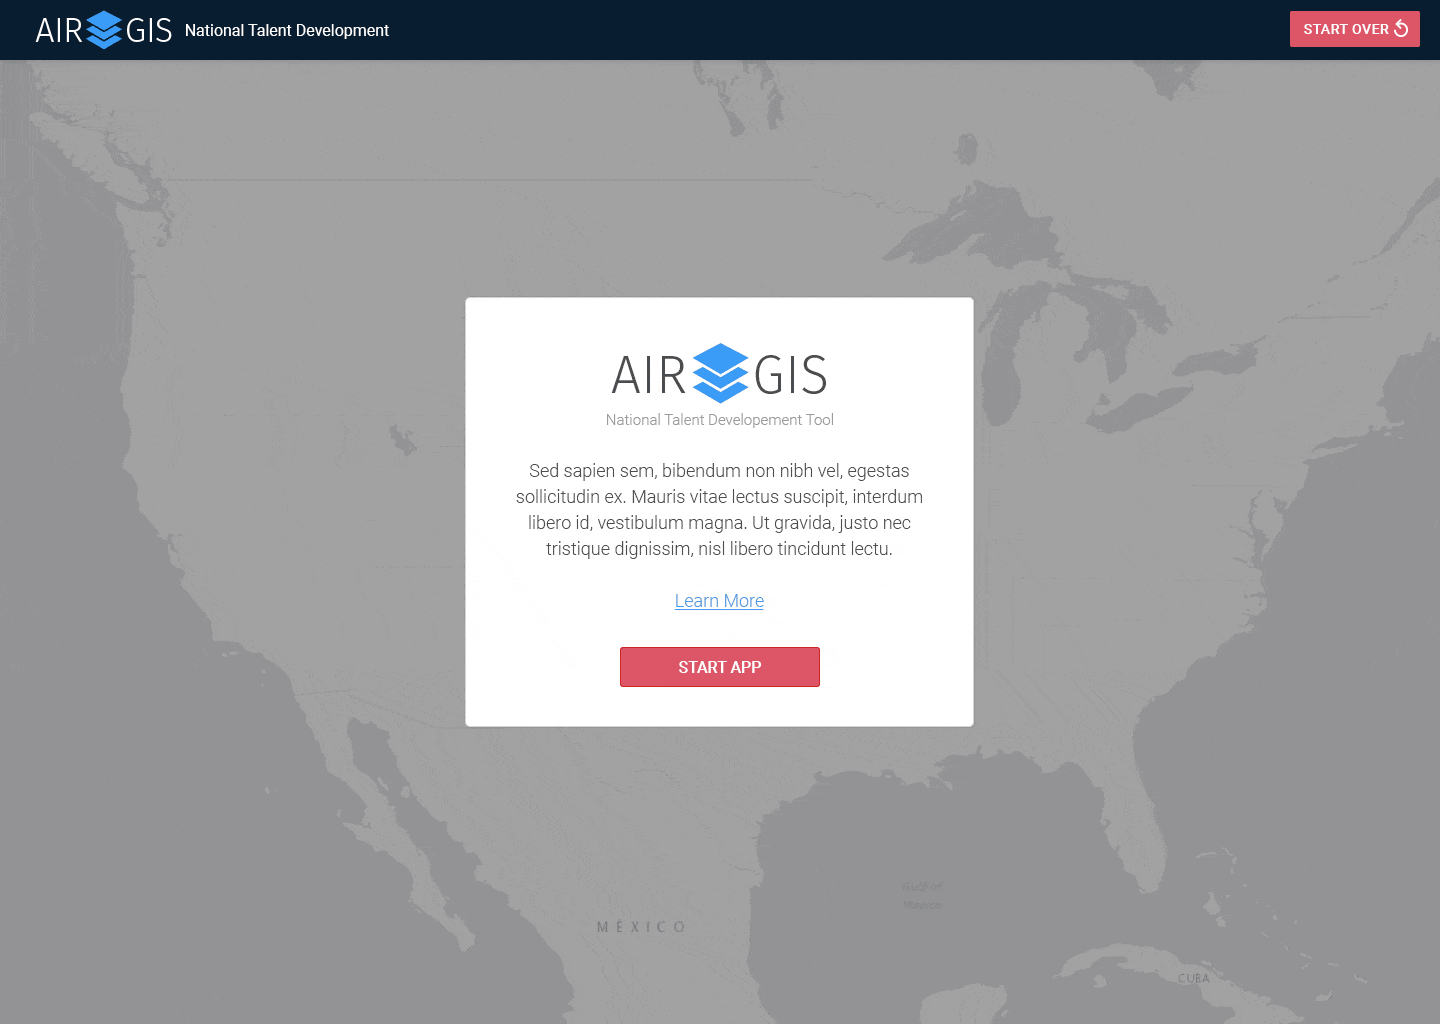 AIR GIS National Talent Development
START OVER
AIR GIS
National Talent Developement Tool
Sed sapien sem, bibendum non nibh vel, egestas
sollicitudin ex. Mauris vitae lectus suscipit, interdum
libero id, vestibulum magna. Ut gravida, justo nec
tristique dignissim, nisl libero tincidunt lectu.
Learn More
START APP
Gulf of
MÉXICO
CUBA